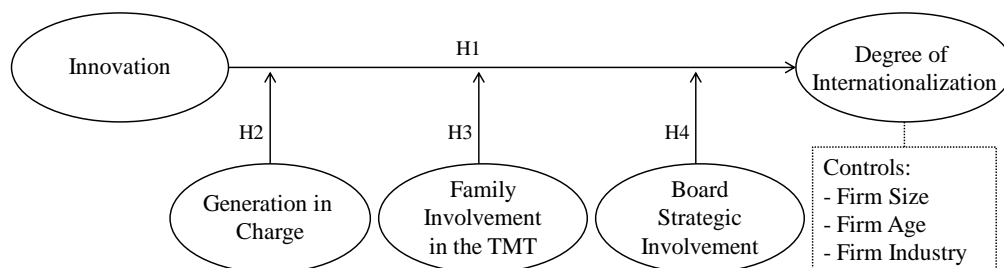 Innovation
H1
Degree of
Internationalization
H2
H3
H4
Generation in
Charge
Family
Involvement
in the TMT
Board
Strategic
Involvement
Controls:
- Firm Size
- Firm Age
- Firm Industry